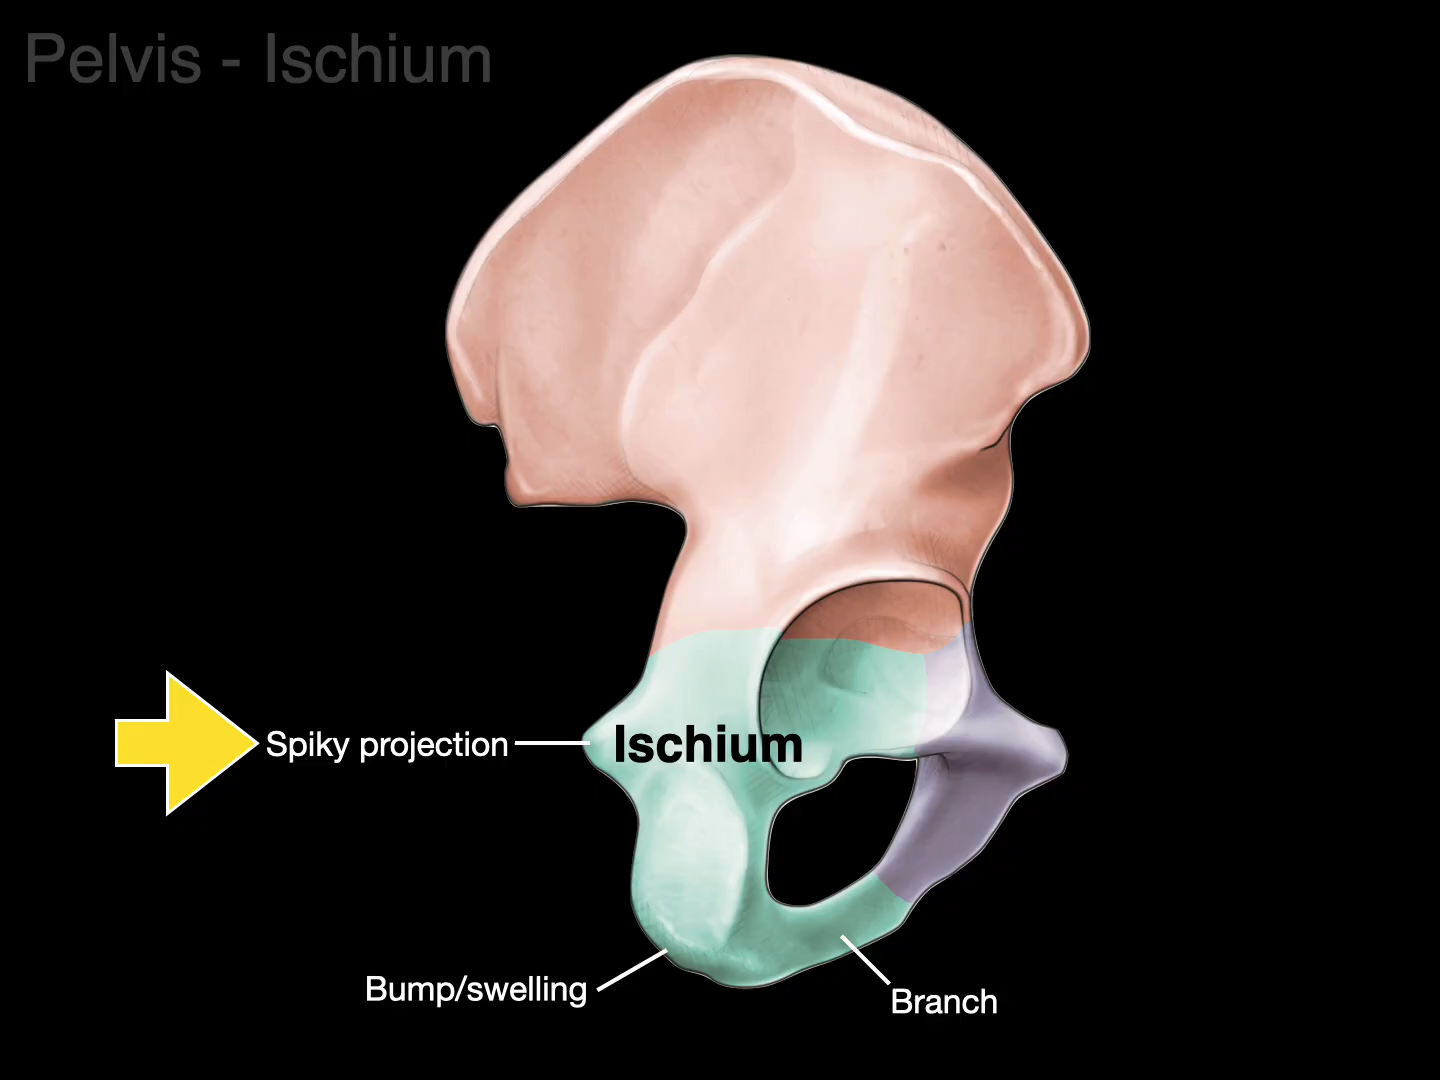 Pelvis - Ischium
Spiky projection
Ischium
Bump/swelling
Branch